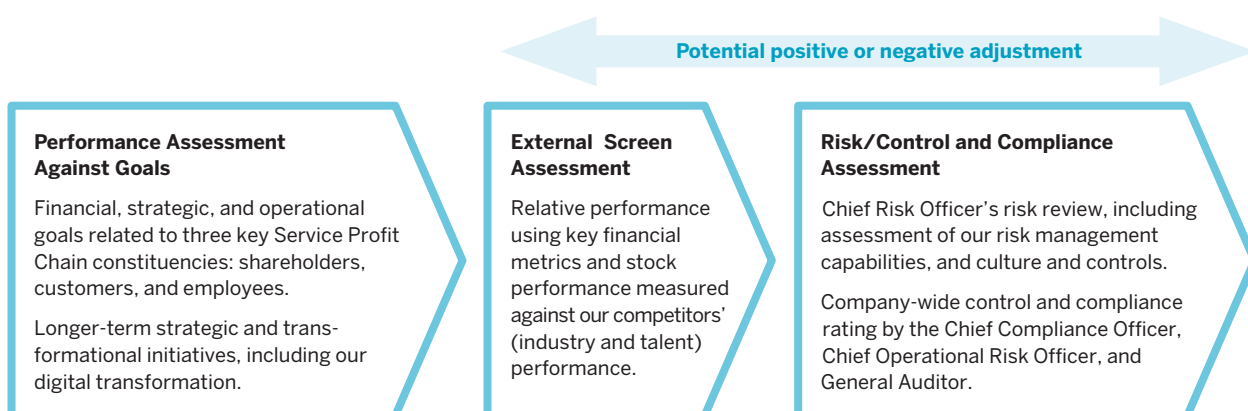 Potential positive or negative adjustment
Performance Assessment
Against Goals
Financial, strategic, and operational
goals related to three key Service Profit
Chain constituencies: shareholders,
customers, and employees.
Longer-term strategic and trans-
formational initiatives, including our
digital transformation.
External Screen
Assessment
Relative performance
using key financial
metrics and stock
performance measured
against our competitors'
(industry and talent)
performance.
Risk/Control and Compliance
Assessment
Chief Risk Officer's risk review, including
assessment of our risk management
capabilities, and culture and controls.
Company-wide control and compliance
rating by the Chief Compliance Officer,
Chief Operational Risk Officer, and
General Auditor.